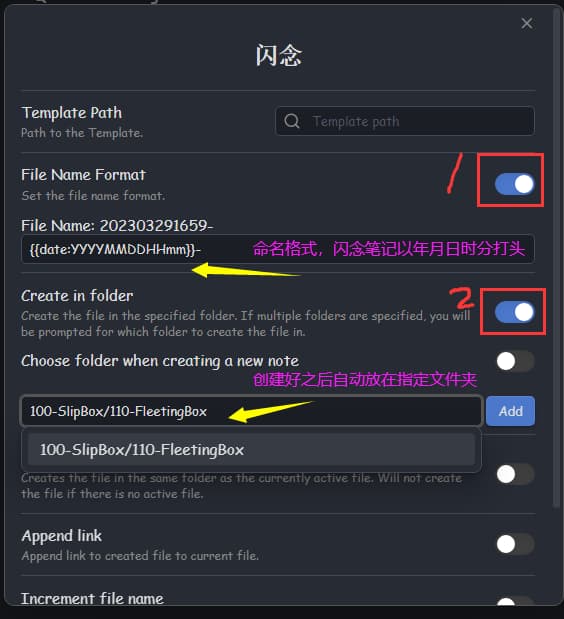 闪念
Template Path
Path to the Template.
Template path
File Name Format
Set the file name format.
1
File Name: 202303291659-
{{date:YYYYMMDDHHmm}}-
命名格式，闪念笔记以年月日时分打头
Create in folder
2
Create the file in the specified folder. If multiple folders are specified, you will
be prompted for which folder to create the file in.
Choose folder when creating a new note
创建好之后自动放在指定文件夹
100-SlipBox/110-FleetingBox
Add
100-SlipBox/110-FleetingBox
Creates the file in the same folder as the currently active file. Will not create
the file if there is no active file.
Append link
Append link to created file to current file.
Increment file name